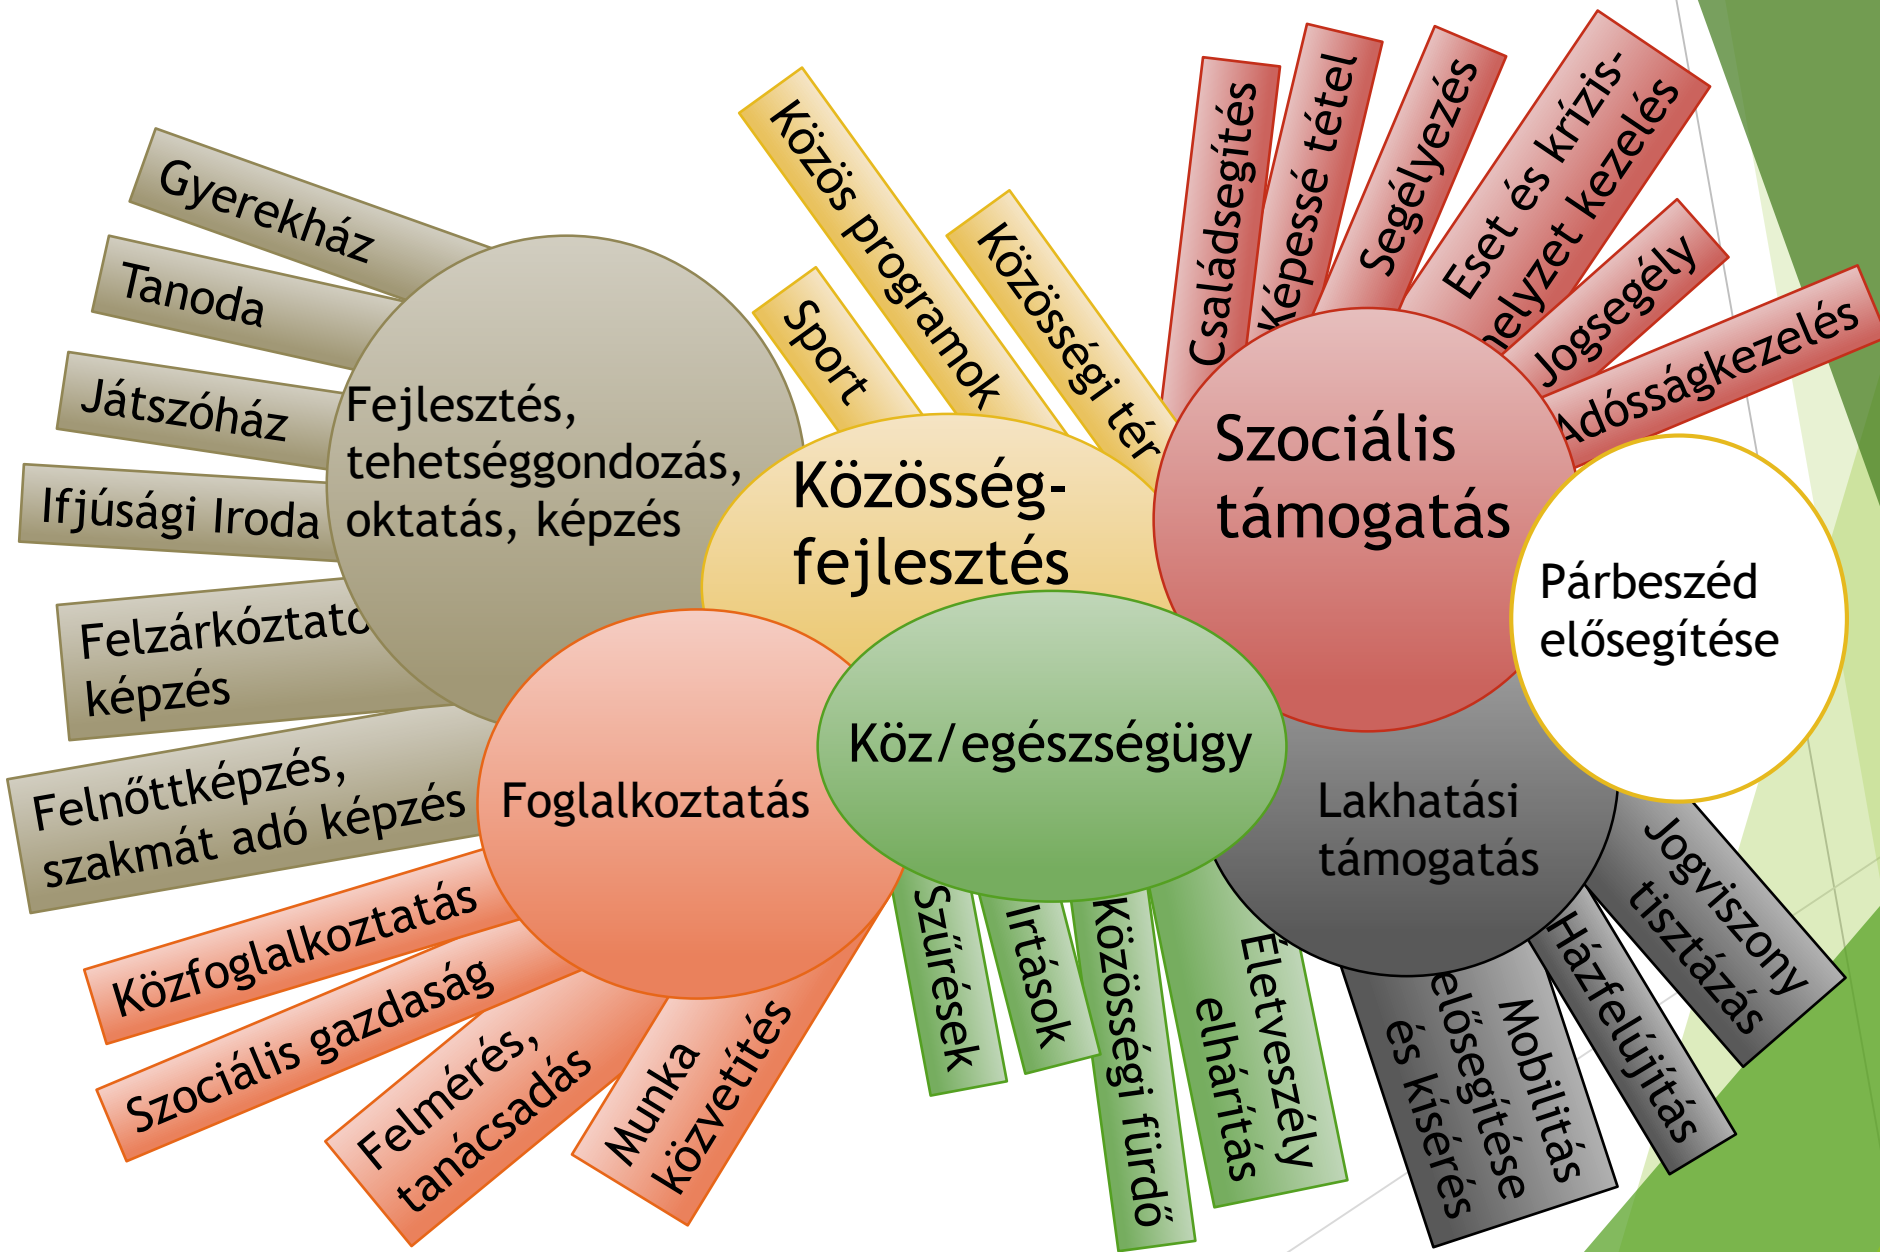 Gyerekház
Tanoda
Játszóház
Ifjúsági Iroda
Felzárkóztató
képzés
Felnőttképzés,
szakmát adó képzés
Fejlesztés,
tehetséggondozás,
oktatás, képzés
Közös programok
Sport
Közösségi tér
Közösség-
fejlesztés
Családsegítés
Képessé tétel
Segélyezés
Eset és krízis-
helyzet kezelés
Jogsegély
Adósságkezelés
Szociális
támogatás
Párbeszéd
elősegítése
Foglalkoztatás
Közfoglalkoztatás
Szociális gazdaság
Felmérés,
tanácsadás
Munka
közvetítés
Köz/egészségügy
Szűrések
Irtások
Közösségi fürdő
Életveszély
elhárítás
Lakhatási
támogatás
Mobilitás
elősegítése
és kísérés
Házfelújítás
Jogviszony
tisztázás